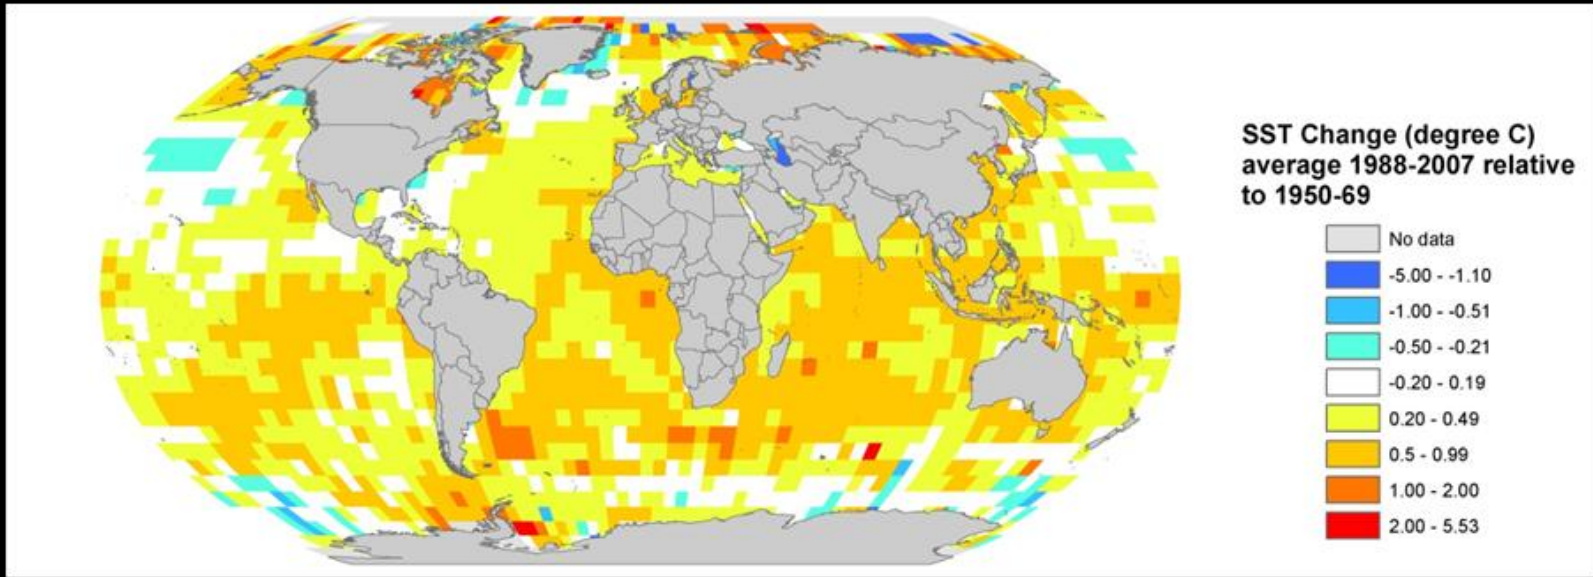 SST Change (degree C)
average 1988-2007 relative
to 1950-69
No data
-5.00 - -1.10
-1.00 - -0.51
-0.50 - -0.21
-0.20 - 0.19
0.20 - 0.49
0.5 - 0.99
1.00 - 2.00
2.00 - 5.53